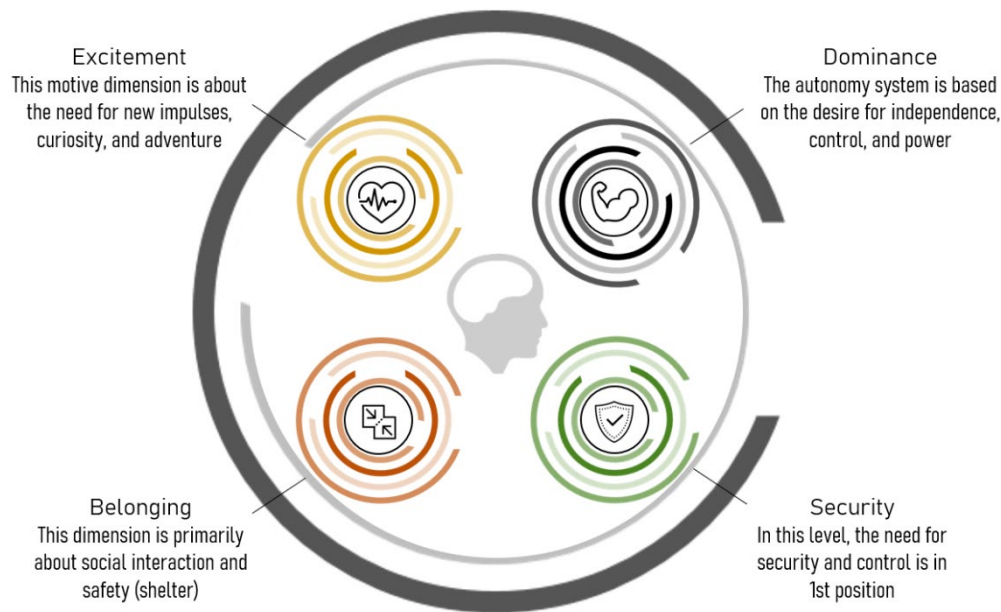 Excitement
This motive dimension is about
the need for new impulses,
curiosity, and adventure
Dominance
The autonomy system is based
on the desire for independence,
control, and power
Belonging
This dimension is primarily
about social interaction and
safety (shelter)
Security
In this level, the need for
security and control is in
1st position